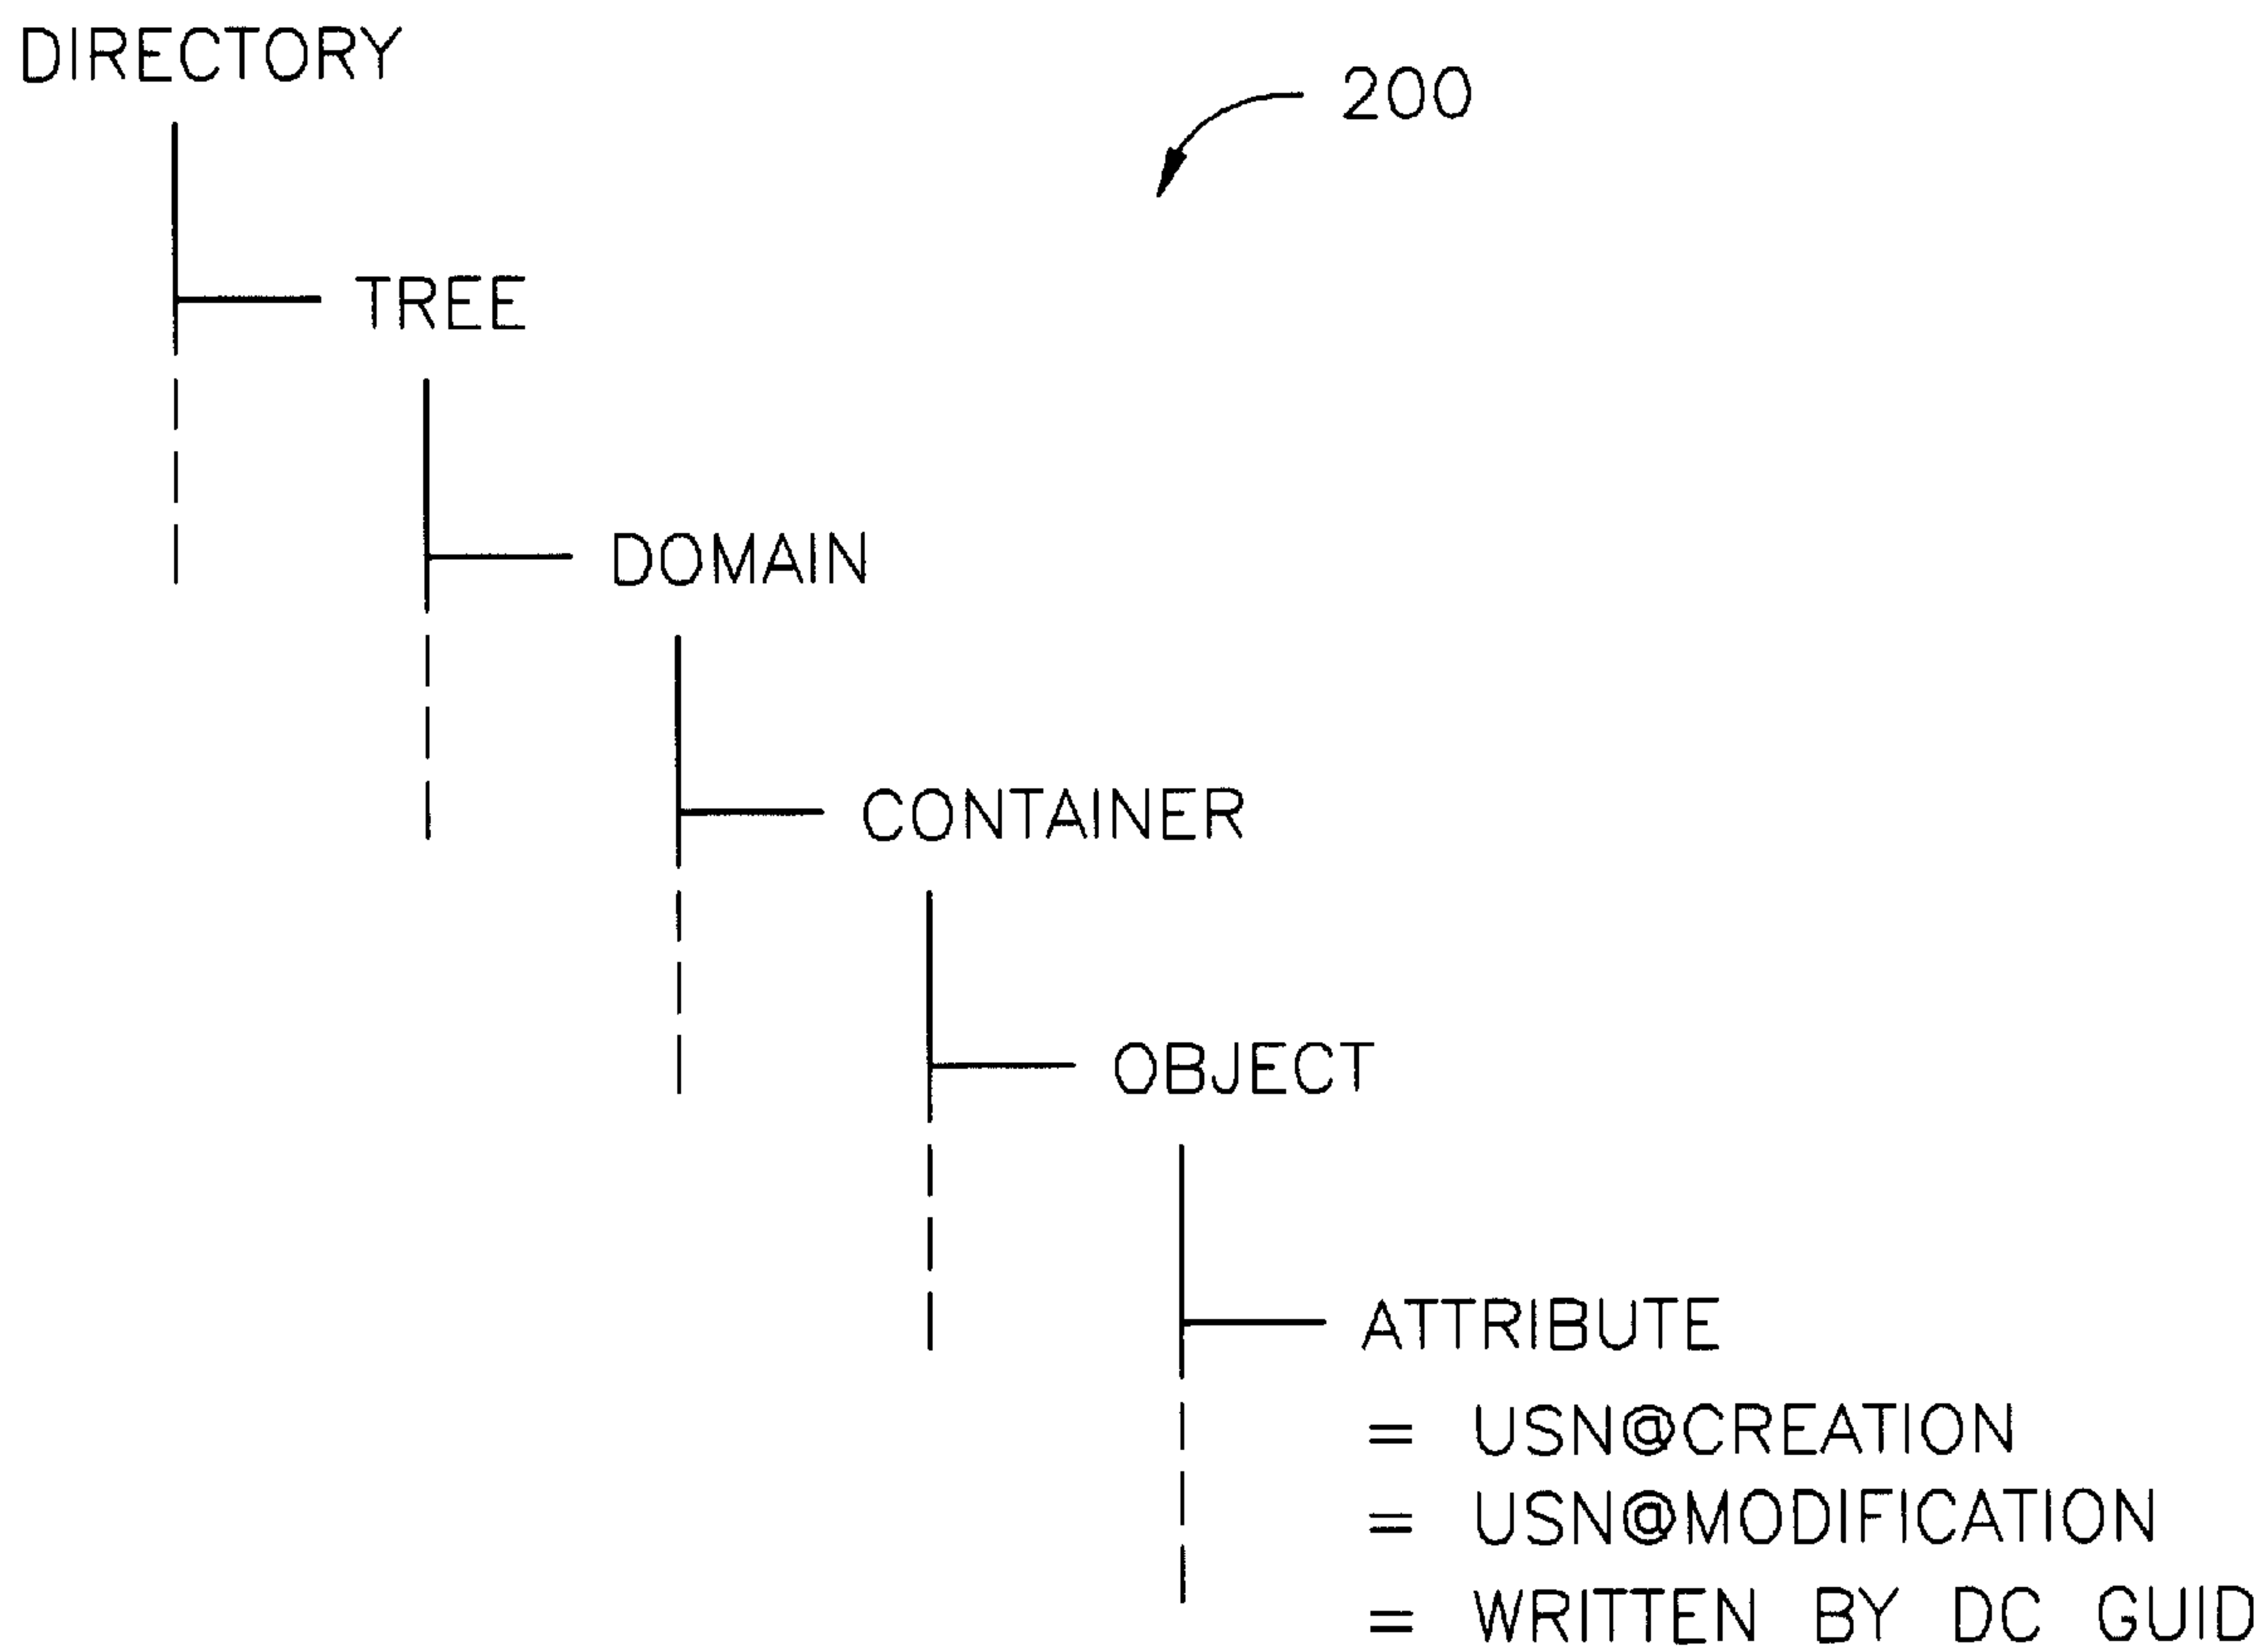 DIRECTORY
200
TREE
DOMAIN
CONTAINER
OBJECT
ATTRIBUTE
= USN@CREATION
= USN@MODIFICATION
= WRITTEN BY DC GUID